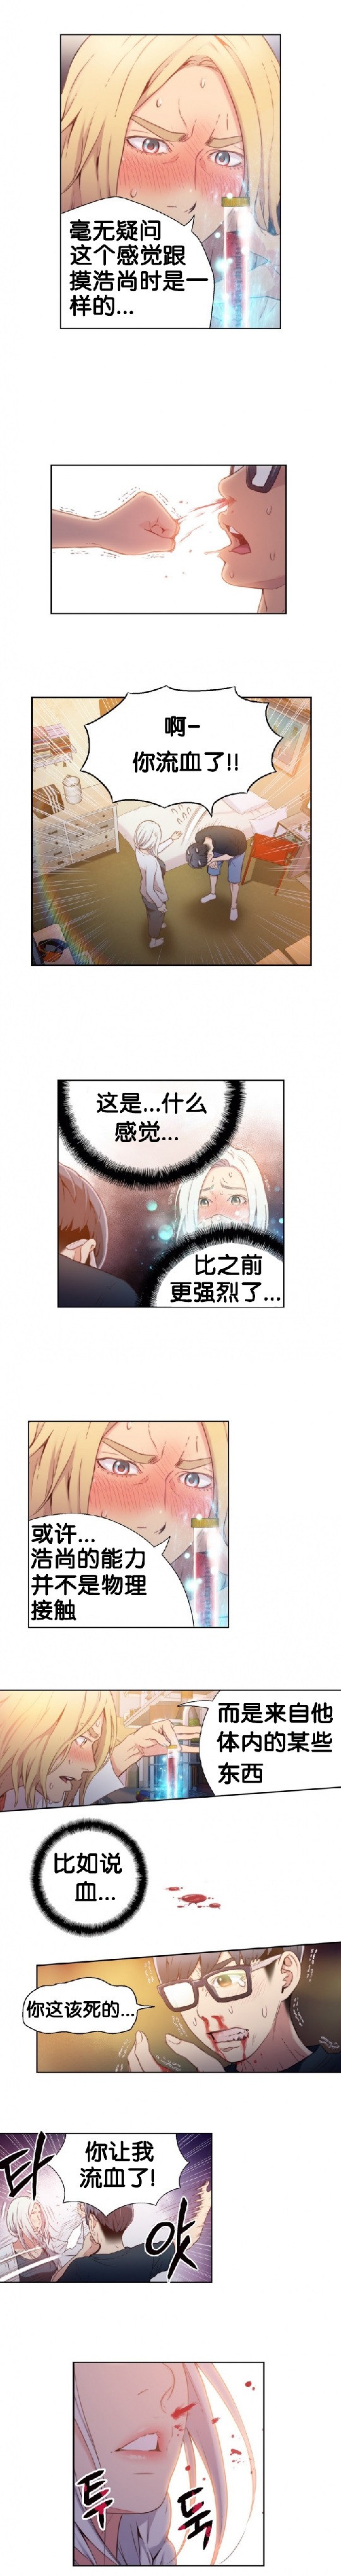 毫无疑问
这个感觉跟
摸浩尚时是一
样的...
啊-
你流血了!!
这是...什么
感觉...
比之前
更强烈了...
或许...
浩尚的能力
并不是物理
接触
而是来自他
体内的某些
东西
比如说
血...
你这该死的...
你让我
流血了!
타
악
투
둑